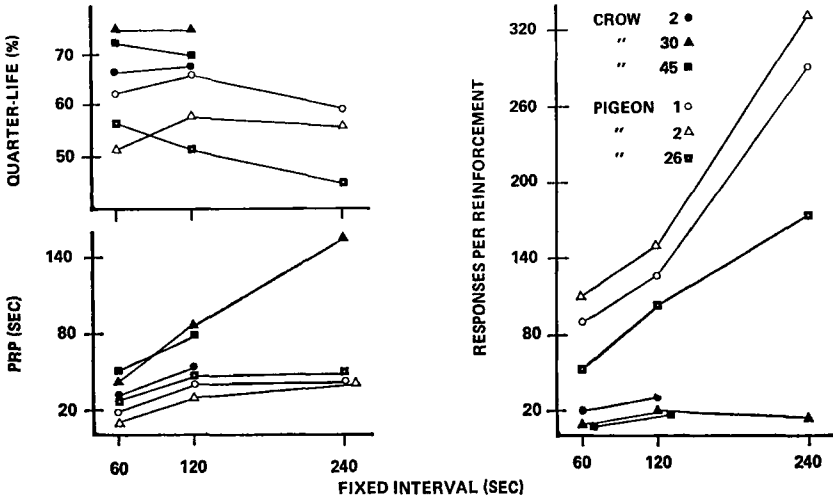 QUARTER-LIFE (%)
70
60
50
PRP (SEC)
140
80
20
60 120 240
RESPONSES PER REINFORCEMENT
320
260
200
140
80
20
60 120 240
CROW 2
" 30
" 45
PIGEON 1
" 2
" 26
FIXED INTERVAL (SEC)